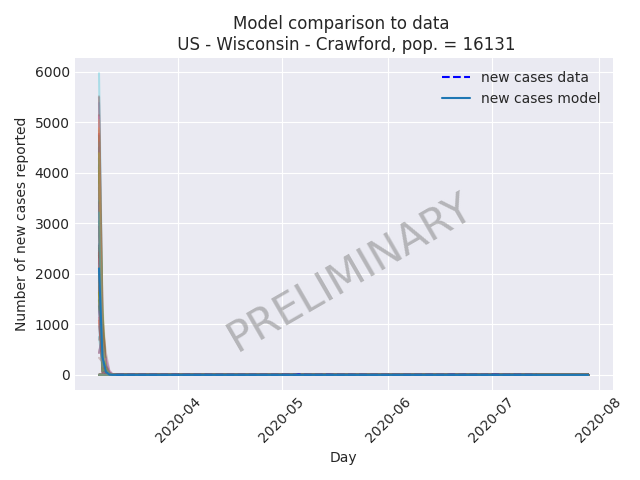 Model comparison to data
US - Wisconsin - Crawford, pop. = 16131
new cases data
new cases model
6000
5000
4000
3000
2000
1000
0
Number of new cases reported
PRELIMINARY
2020-04
2020-05
2020-06
2020-07
2020-08
Day